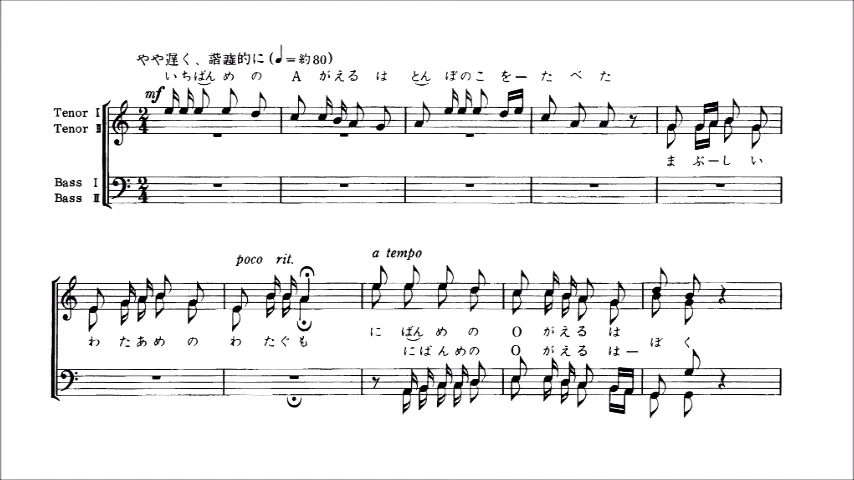 やや遅く、諧謔的に (♩=約80)
いちばんめの A がえるは とんぼのこをーたべた
mf
Tenor I
Tenor II
まぶーしい
Bass I
Bass II
poco rit.
a tempo
わたあめの わたぐも
に ばんめの O がえるは
にばんめの O がえるはー ぼく